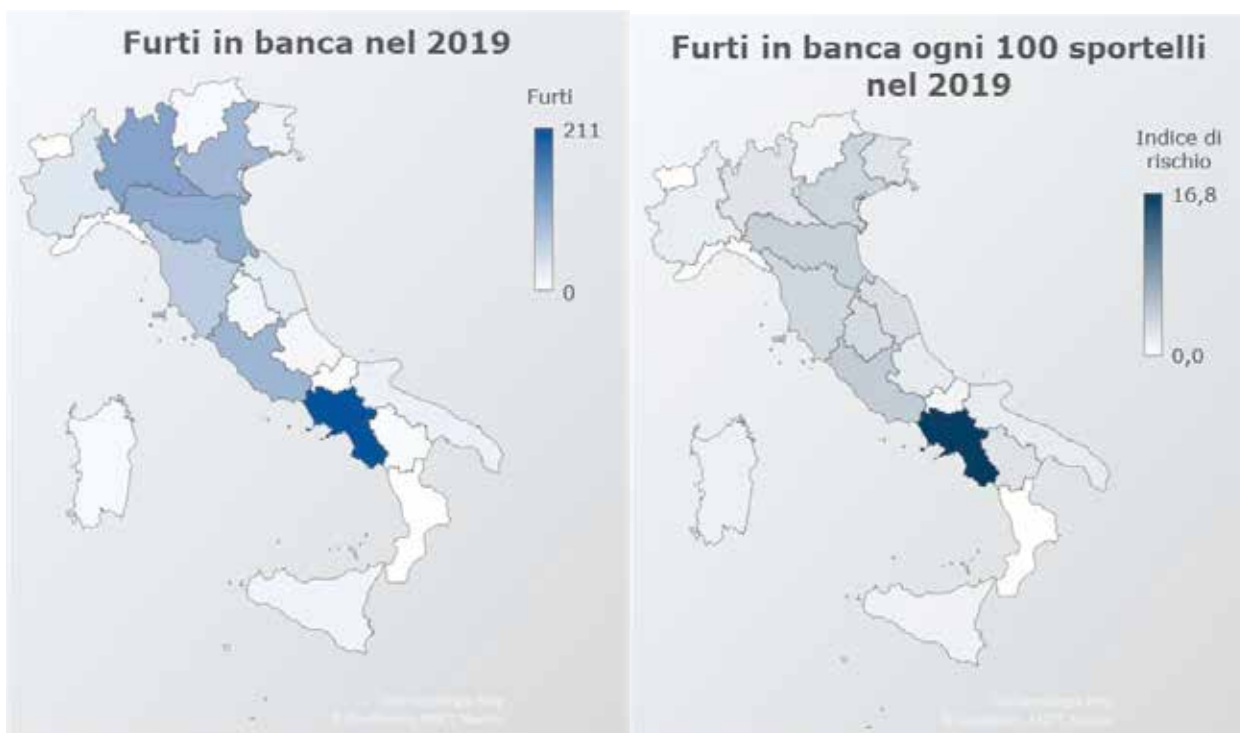 Furti in banca nel 2019
Furti
211
0
Furti in banca ogni 100 sportelli
nel 2019
Indice di
rischio
16,8
0,0